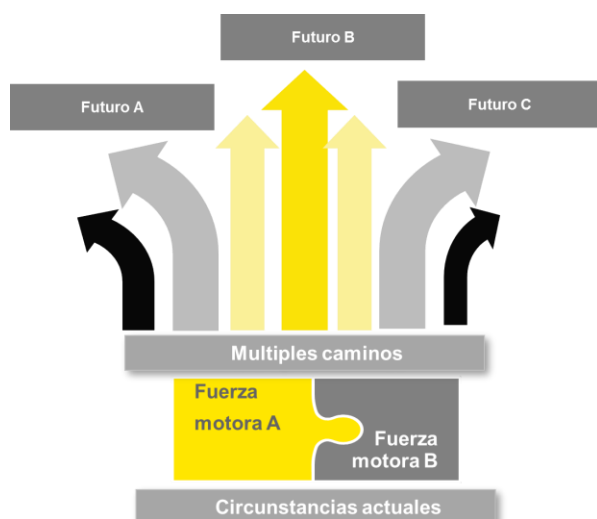 Futuro B
Futuro A
Futuro C
Multiples caminos
Fuerza
motora A
Fuerza
motora B
Circunstancias actuales